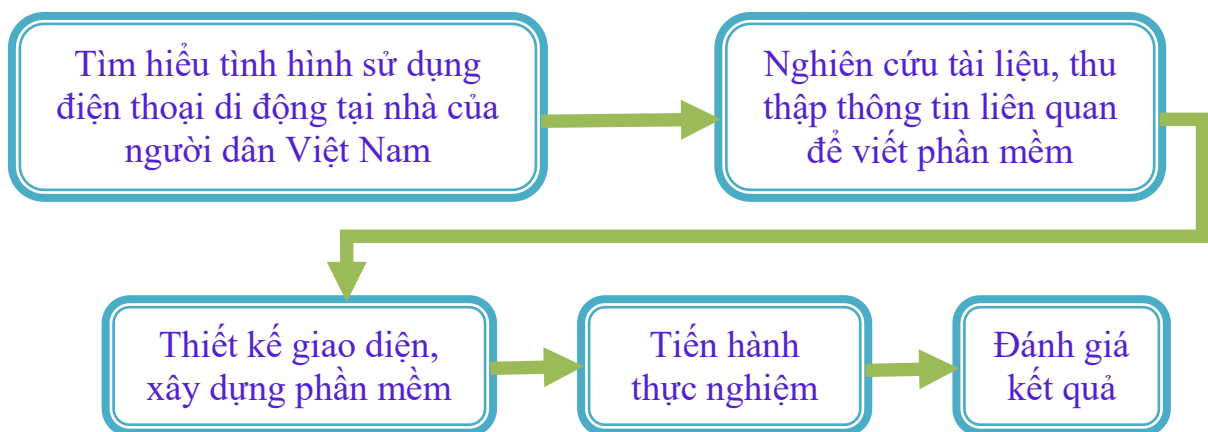 Tìm hiểu tình hình sử dụng
điện thoại di động tại nhà của
người dân Việt Nam
Nghiên cứu tài liệu, thu
thập thông tin liên quan
để viết phần mềm
Thiết kế giao diện,
xây dựng phần mềm
Tiến hành
thực nghiệm
Đánh giá
kết quả